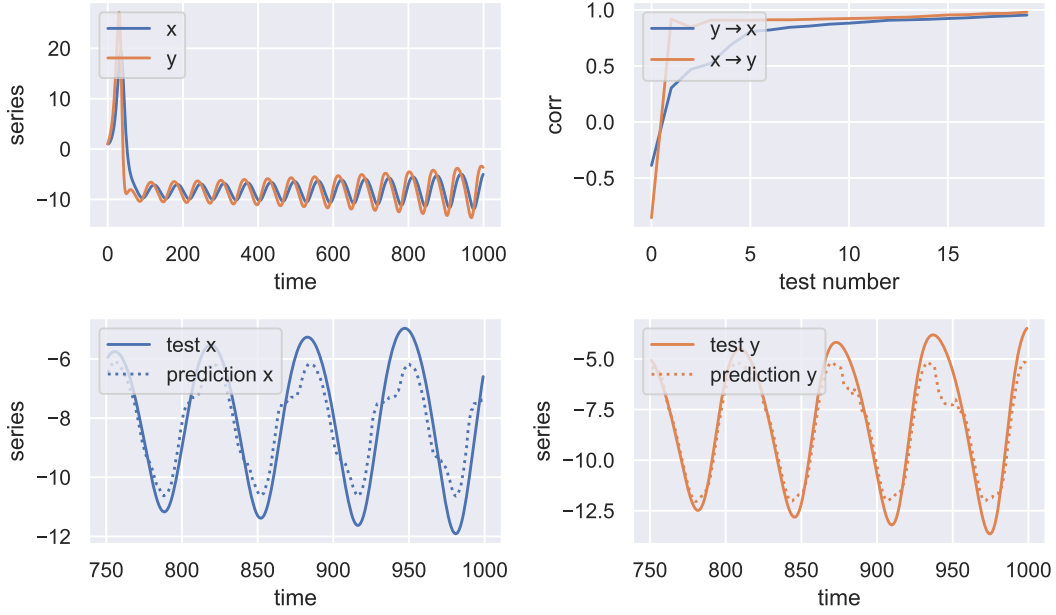 x
y
series
20
10
0
−10
0
200
400
600
800
1000
time
y → x
x → y
corr
1.0
0.5
0.0
−0.5
0
5
10
15
test number
test x
prediction x
series
−6
−8
−10
−12
750
800
850
900
950
1000
time
test y
prediction y
series
−5.0
−7.5
−10.0
−12.5
750
800
850
900
950
1000
time